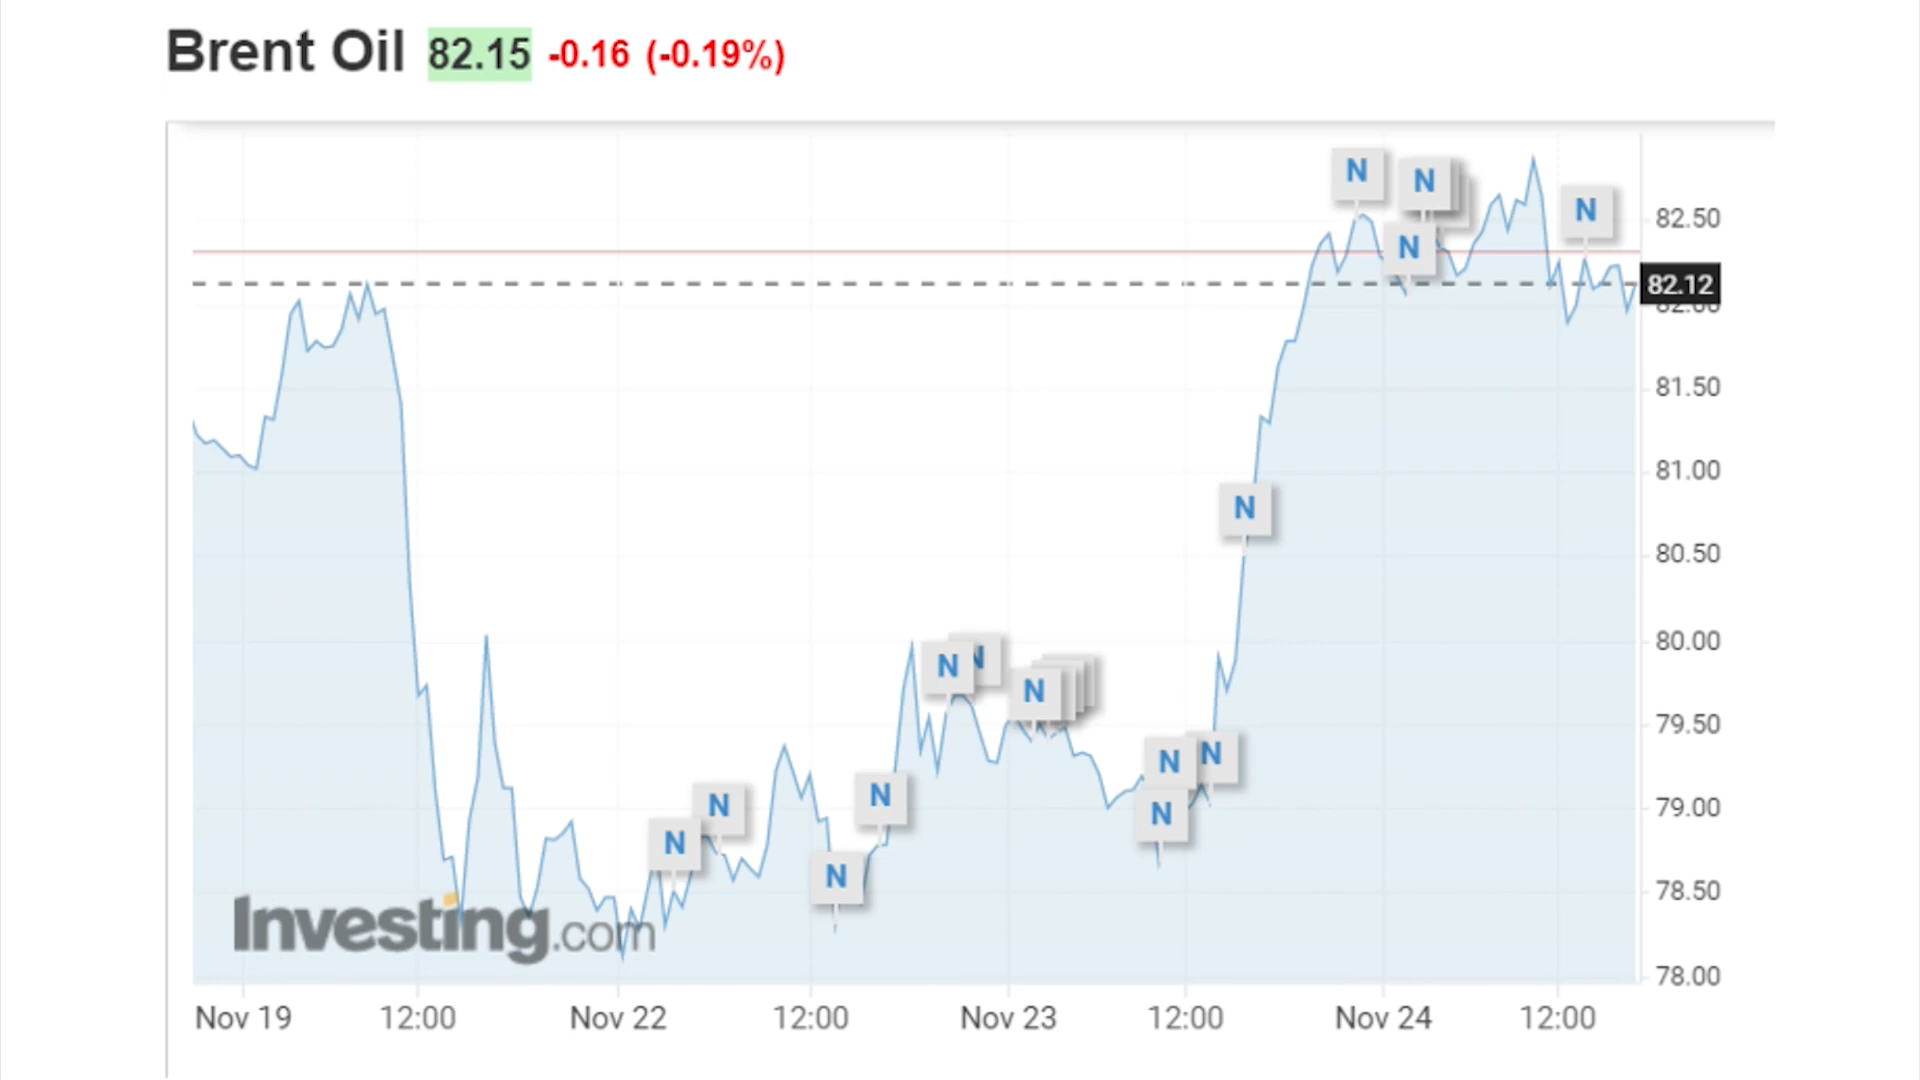 Brent Oil 82.15 -0.16 (-0.19%)
N N
N
N
82.50
82.12
82.00
81.50
81.00
N
80.50
80.00
N N
N
79.50
N
N
N
79.00
N
N
N
N
78.50
Investing.com
78.00
Nov 19 12:00 Nov 22 12:00 Nov 23 12:00 Nov 24 12:00